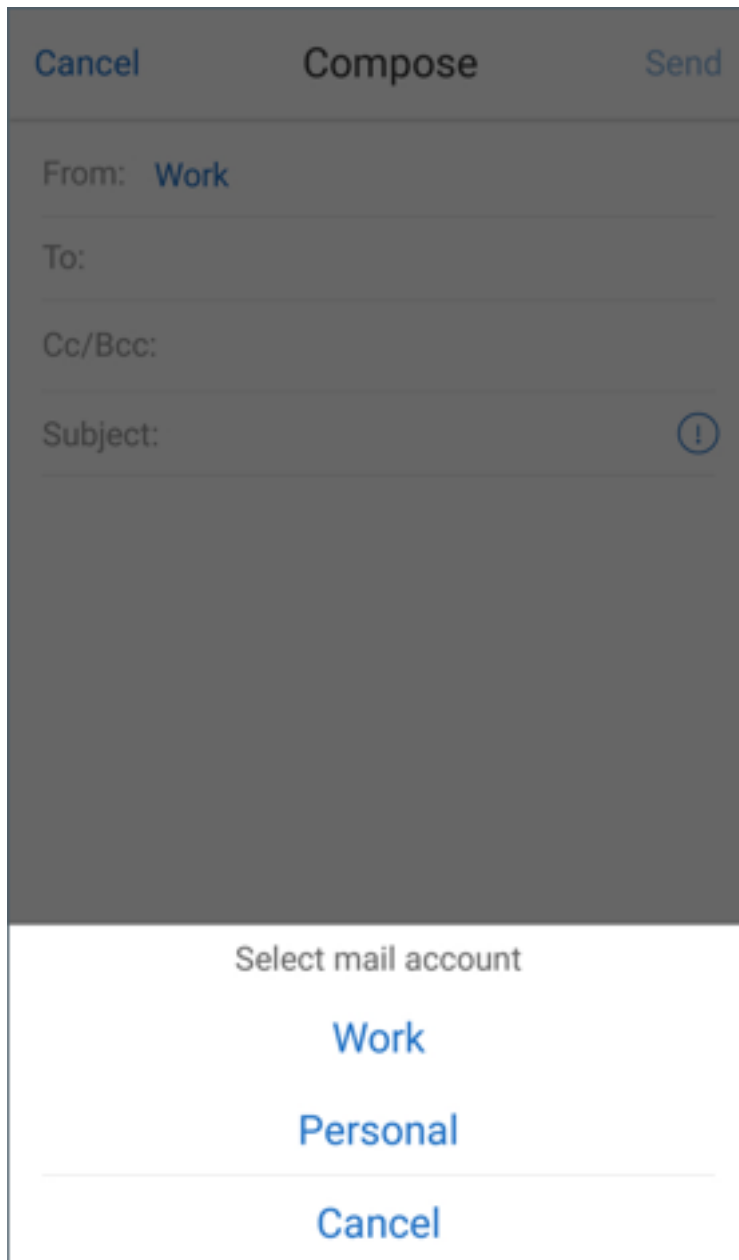 Cancel Compose Send
From: Work
To:
Cc/Bcc:
Subject: !
Select mail account
Work
Personal
Cancel